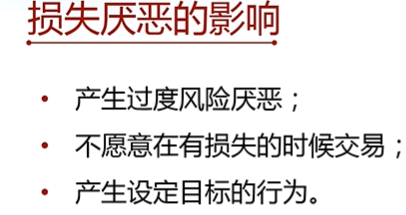 损失厌恶的影响
• 产生过度风险厌恶；
• 不愿意在有损失的时候交易；
• 产生设定目标的行为。